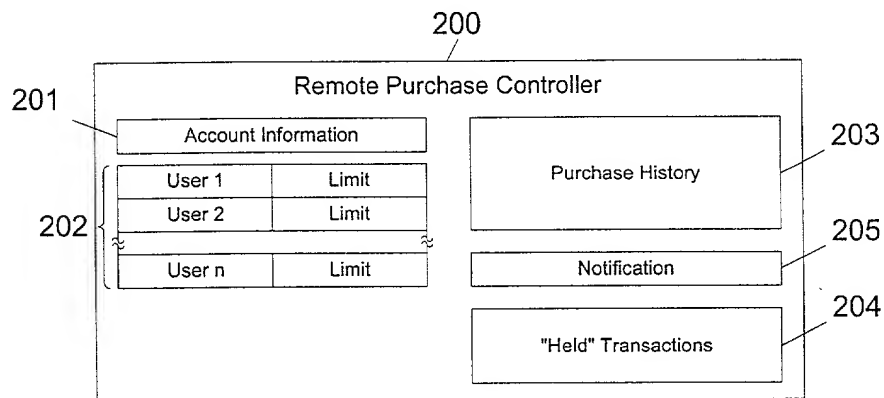 200
Remote Purchase Controller
201
Account Information
User 1 Limit
User 2 Limit
202
User n Limit
Purchase History
203
Notification
205
"Held" Transactions
204